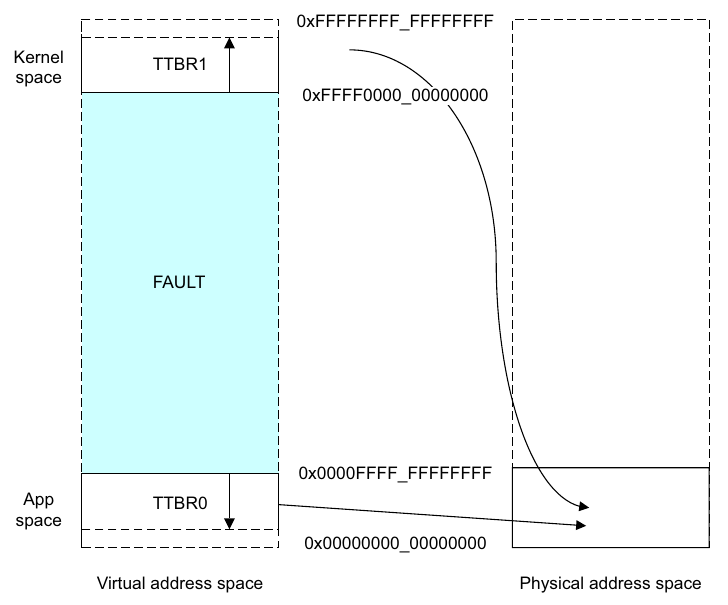 0xFFFFFFFF_FFFFFFFF
Kernel
space
TTBR1
0xFFFF0000_00000000
FAULT
0x0000FFFF_FFFFFFFF
App
space
TTBR0
0x00000000_00000000
Virtual address space
Physical address space